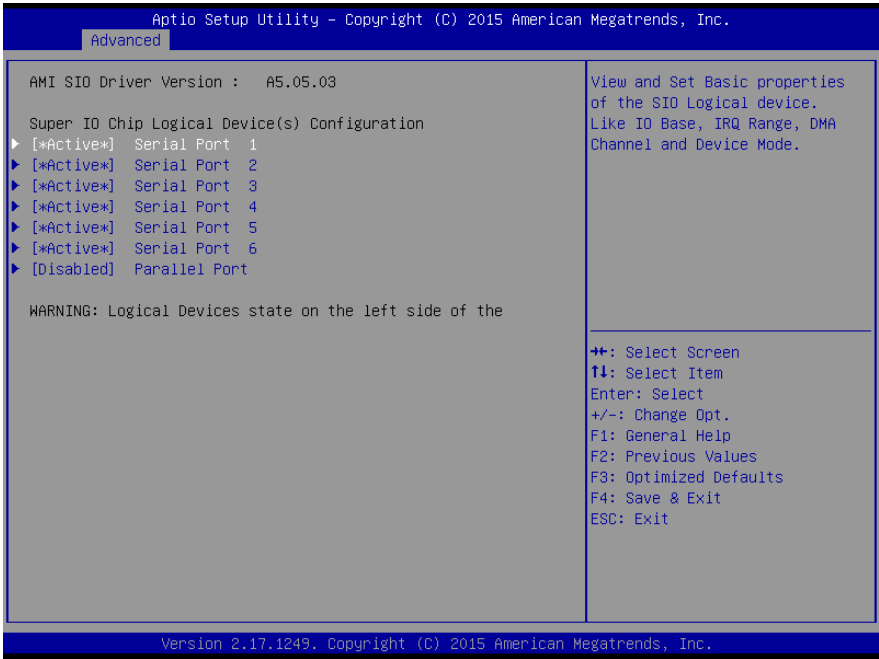 Aptio Setup Utility – Copyright (C) 2015 American Megatrends, Inc.
Advanced
AMI SIO Driver Version :   A5.05.03
Super IO Chip Logical Device(s) Configuration
[*Active*]  Serial Port  1
[*Active*]  Serial Port  2
[*Active*]  Serial Port  3
[*Active*]  Serial Port  4
[*Active*]  Serial Port  5
[*Active*]  Serial Port  6
[Disabled]  Parallel Port
WARNING: Logical Devices state on the left side of the
View and Set Basic properties
of the SIO Logical device.
Like IO Base, IRQ Range, DMA
Channel and Device Mode.
→←: Select Screen
↑↓: Select Item
Enter: Select
+/-: Change Opt.
F1: General Help
F2: Previous Values
F3: Optimized Defaults
F4: Save & Exit
ESC: Exit
Version 2.17.1249. Copyright (C) 2015 American Megatrends, Inc.